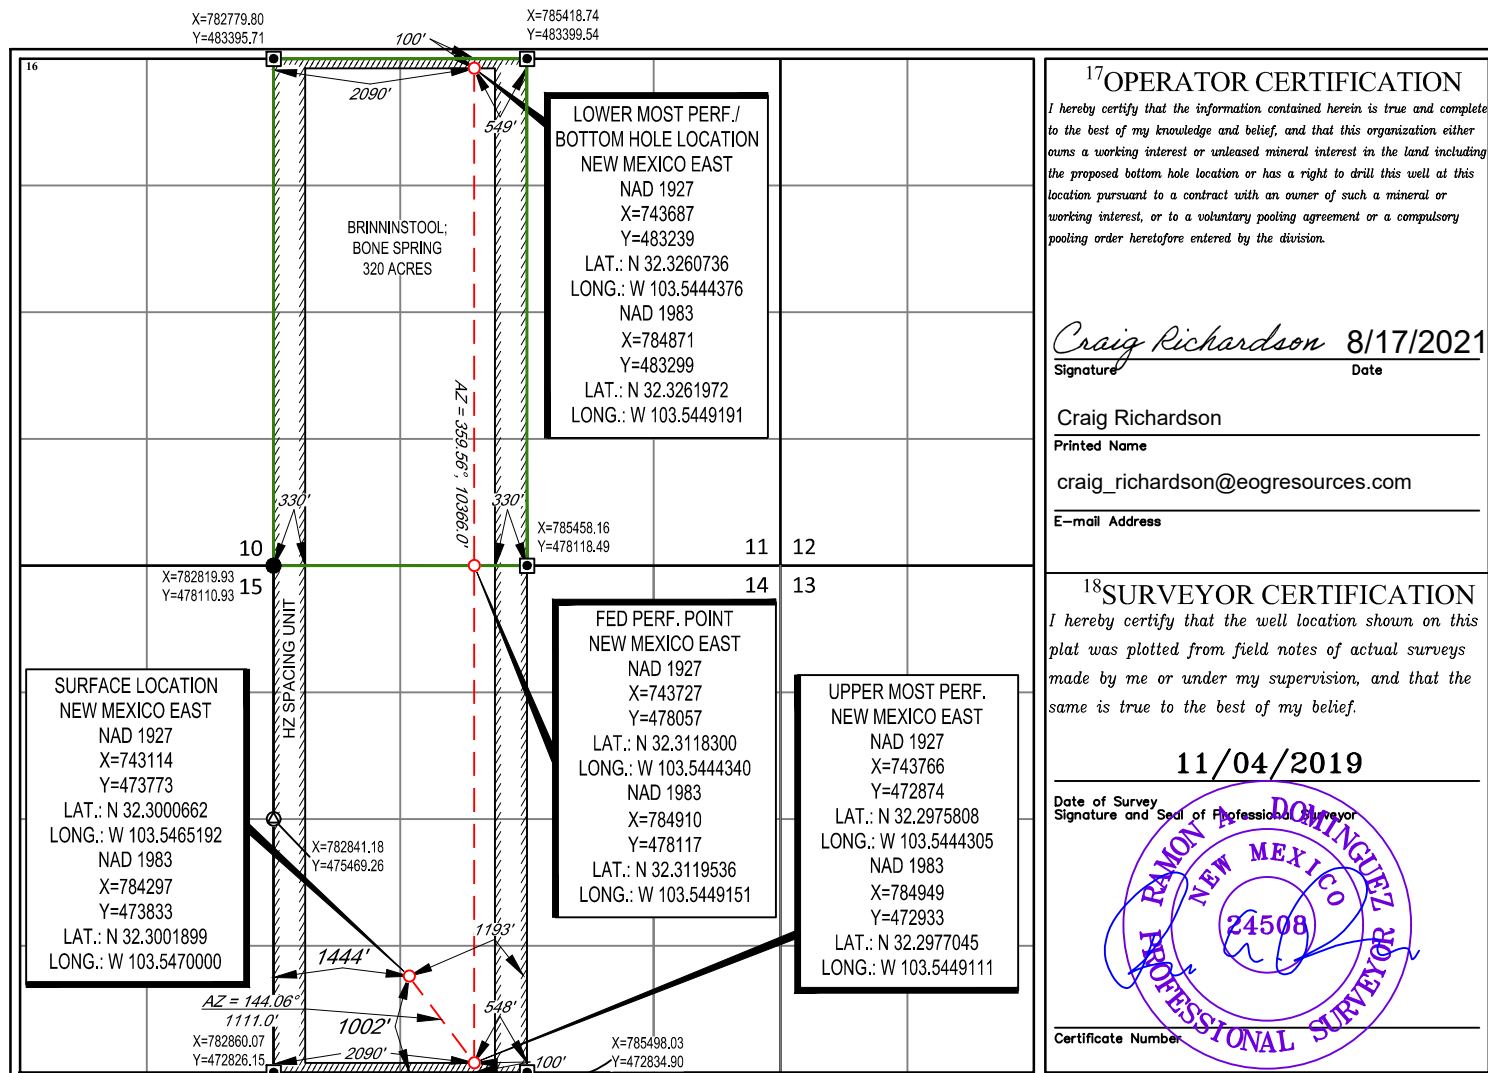 X=782779.80
Y=483395.71
X=785418.74
Y=483399.54
100'
16
2090'
549'
LOWER MOST PERF./
BOTTOM HOLE LOCATION
NEW MEXICO EAST
NAD 1927
X=743687
Y=483239
LAT.: N 32.3260736
LONG.: W 103.5444376
NAD 1983
X=784871
Y=483299
LAT.: N 32.3261972
LONG.: W 103.5449191
BRINNINSTOOL;
BONE SPRING
320 ACRES
AZ = 359.56°, 10366.0'
330'
330'
X=785458.16
Y=478118.49
10
11
12
X=782819.93
Y=478110.93
15
14
13
HZ SPACING UNIT
FED PERF. POINT
NEW MEXICO EAST
NAD 1927
X=743727
Y=478057
LAT.: N 32.3118300
LONG.: W 103.5444340
NAD 1983
X=784910
Y=478117
LAT.: N 32.3119536
LONG.: W 103.5449151
SURFACE LOCATION
NEW MEXICO EAST
NAD 1927
X=743114
Y=473773
LAT.: N 32.3000662
LONG.: W 103.5465192
NAD 1983
X=784297
Y=473833
LAT.: N 32.3001899
LONG.: W 103.5470000
UPPER MOST PERF.
NEW MEXICO EAST
NAD 1927
X=743766
Y=472874
LAT.: N 32.2975808
LONG.: W 103.5444305
NAD 1983
X=784949
Y=472933
LAT.: N 32.2977045
LONG.: W 103.5449111
X=782841.18
Y=475469.26
1193'
1444'
AZ = 144.06°
1111.0'
1002'
548'
X=782860.07
Y=472826.15
2090'
100'
X=785498.03
Y=472834.90
17OPERATOR CERTIFICATION
I hereby certify that the information contained herein is true and complete
to the best of my knowledge and belief, and that this organization either
owns a working interest or unleased mineral interest in the land including
the proposed bottom hole location or has a right to drill this well at this
location pursuant to a contract with an owner of such a mineral or
working interest, or to a voluntary pooling agreement or a compulsory
pooling order heretofore entered by the division.
Craig Richardson 8/17/2021
Signature Date
Craig Richardson
Printed Name
craig_richardson@eogresources.com
E-mail Address
18SURVEYOR CERTIFICATION
I hereby certify that the well location shown on this
plat was plotted from field notes of actual surveys
made by me or under my supervision, and that the
same is true to the best of my belief.
11/04/2019
Date of Survey
Signature and Seal of Professional Surveyor
RAMON A. DOMINGUEZ
NEW MEXICO
24508
PROFESSIONAL SURVEYOR
Certificate Number